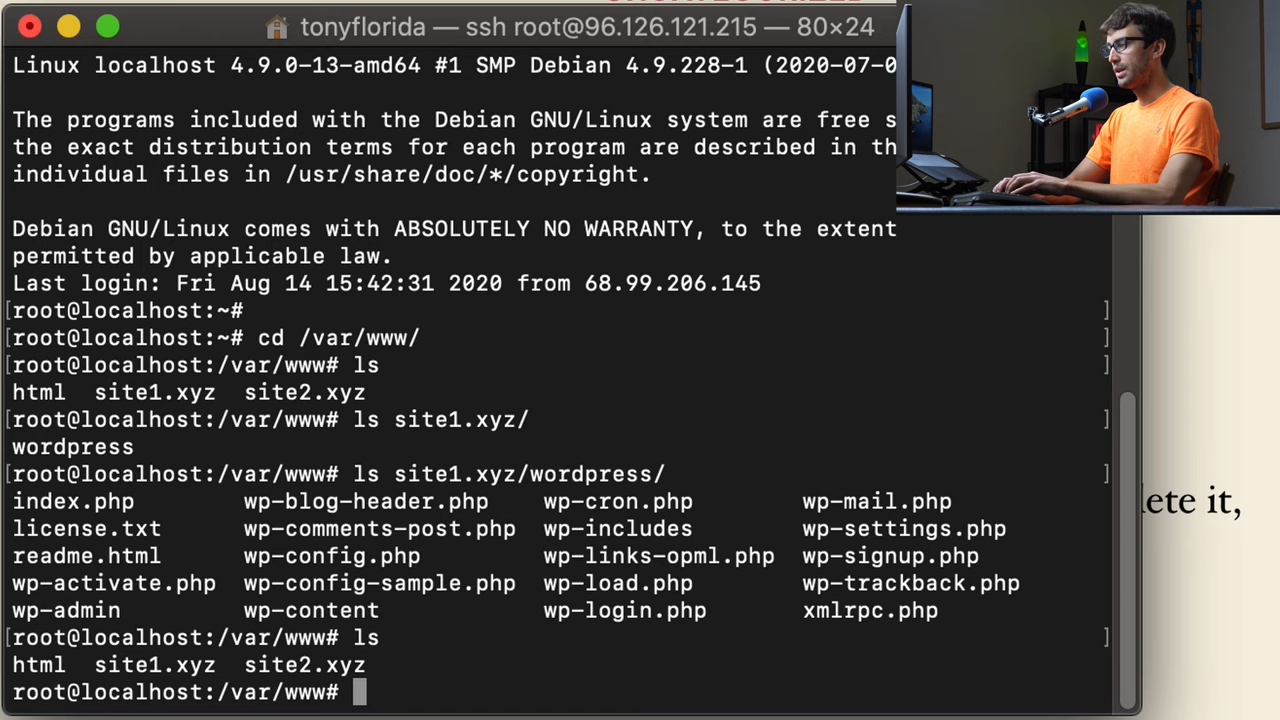 tonyflorida — ssh root@96.126.121.215 — 80×24
Linux localhost 4.9.0-13-amd64 #1 SMP Debian 4.9.228-1 (2020-07-0
The programs included with the Debian GNU/Linux system are free s
the exact distribution terms for each program are described in th
individual files in /usr/share/doc/*/copyright.
Debian GNU/Linux comes with ABSOLUTELY NO WARRANTY, to the extent
permitted by applicable law.
Last login: Fri Aug 14 15:42:31 2020 from 68.99.206.145
[root@localhost:~# ]
[root@localhost:~# cd /var/www/ ]
[root@localhost:/var/www# ls ]
html site1.xyz site2.xyz
[root@localhost:/var/www# ls site1.xyz/ ]
wordpress
[root@localhost:/var/www# ls site1.xyz/wordpress/ ]
index.php wp-blog-header.php wp-cron.php wp-mail.php
license.txt wp-comments-post.php wp-includes wp-settings.php
readme.html wp-config.php wp-links-opml.php wp-signup.php
wp-activate.php wp-config-sample.php wp-load.php wp-trackback.php
wp-admin wp-content wp-login.php xmlrpc.php
[root@localhost:/var/www# ls ]
html site1.xyz site2.xyz
root@localhost:/var/www#
lete it,